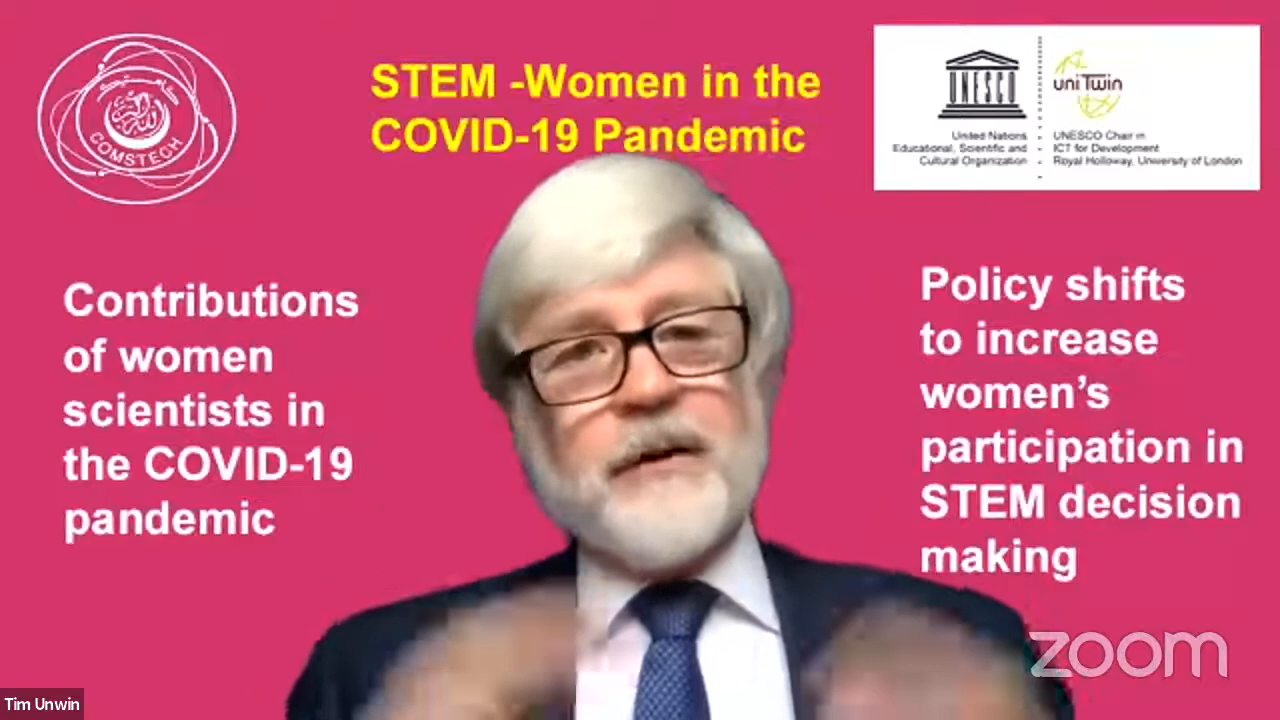 COMSTECH
STEM -Women in the
COVID-19 Pandemic
UNESCO
United Nations
Educational, Scientific and
Cultural Organization
uniTwin
UNESCO Chair in
ICT for Development
Royal Holloway, University of London
Contributions
of women
scientists in
the COVID-19
pandemic
Policy shifts
to increase
women's
participation in
STEM decision
making
zoom
Tim Unwin